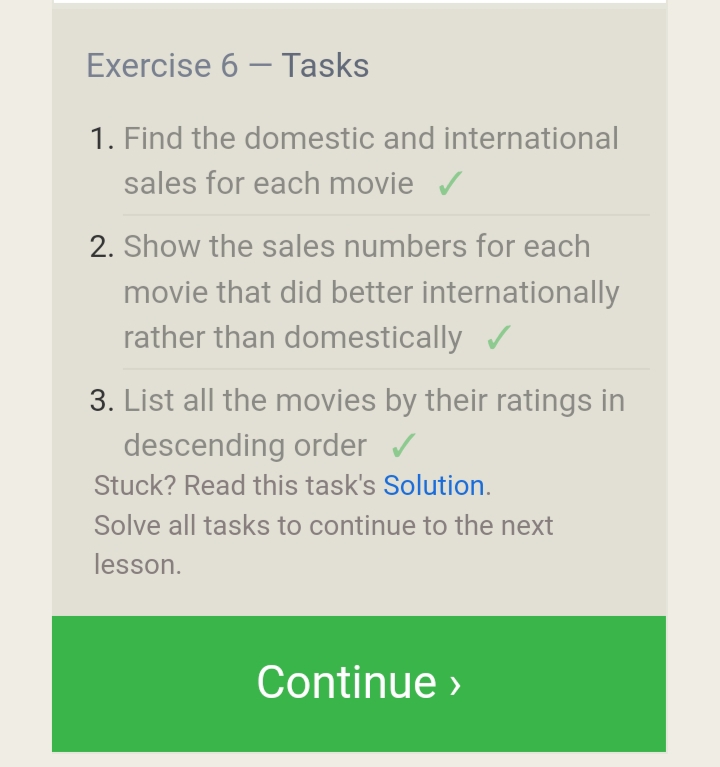 Exercise 6 — Tasks
1. Find the domestic and international
sales for each movie ✓
2. Show the sales numbers for each
movie that did better internationally
rather than domestically ✓
3. List all the movies by their ratings in
descending order ✓
Stuck? Read this task's Solution.
Solve all tasks to continue to the next
lesson.
Continue ›